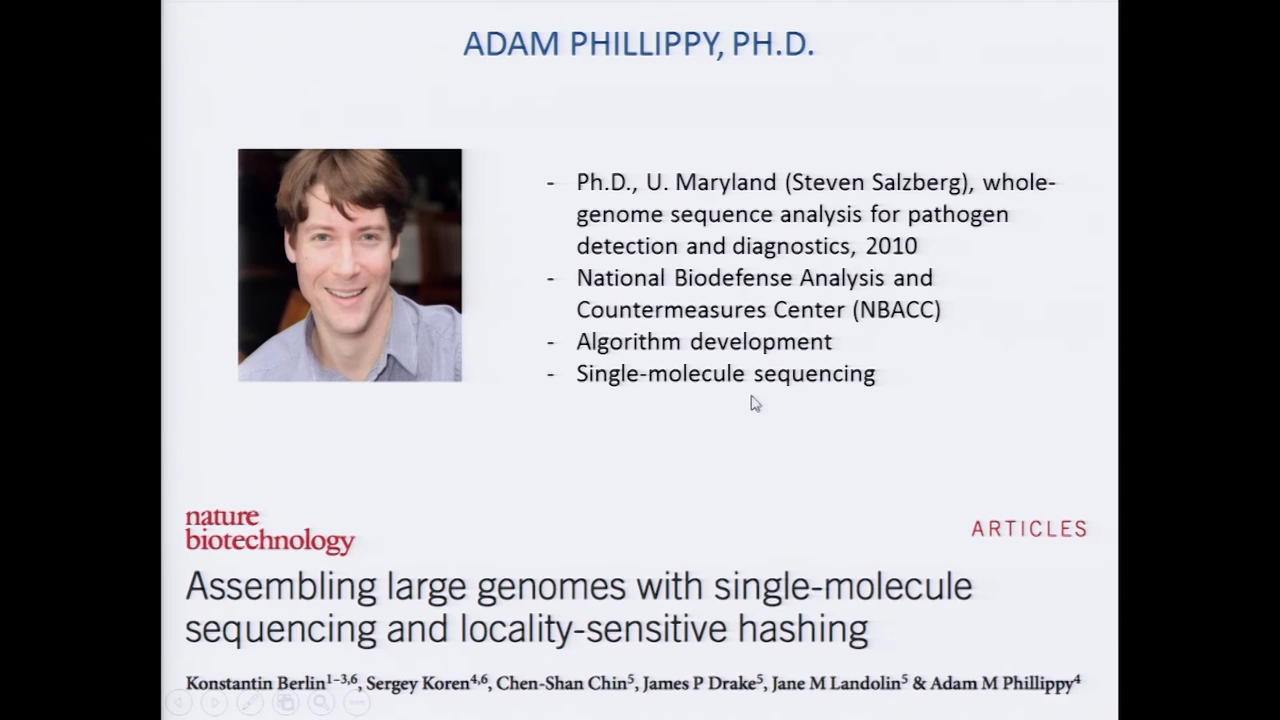 ADAM PHILLIPPY, PH.D.
- Ph.D., U. Maryland (Steven Salzberg), whole-
genome sequence analysis for pathogen
detection and diagnostics, 2010
- National Biodefense Analysis and
Countermeasures Center (NBACC)
- Algorithm development
- Single-molecule sequencing
nature
biotechnology
ARTICLES
Assembling large genomes with single-molecule
sequencing and locality-sensitive hashing
Konstantin Berlin1–3,6, Sergey Koren4,6, Chen-Shan Chin5, James P Drake5, Jane M Landolin5 & Adam M Phillippy4